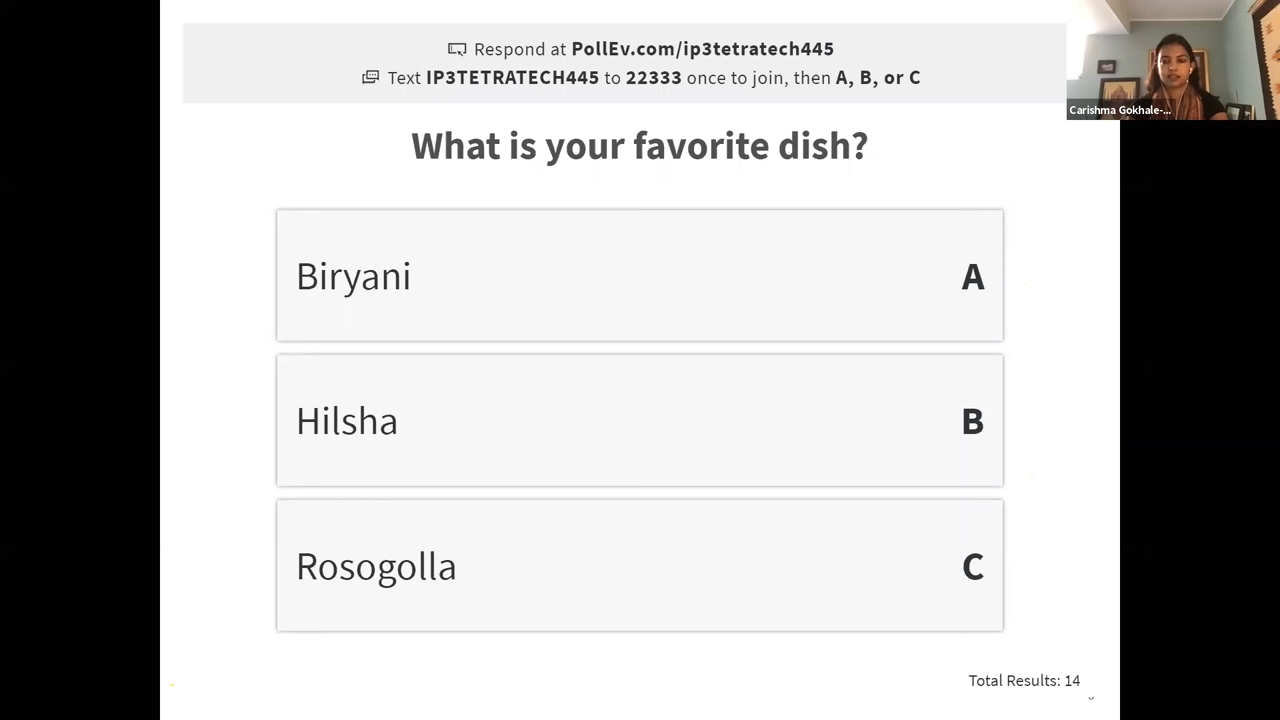 Respond at PollEv.com/ip3tetratech445
Text IP3TETRATECH445 to 22333 once to join, then A, B, or C
Carishma Gokhale-...
What is your favorite dish?
Biryani A
Hilsha B
Rosogolla C
Total Results: 14